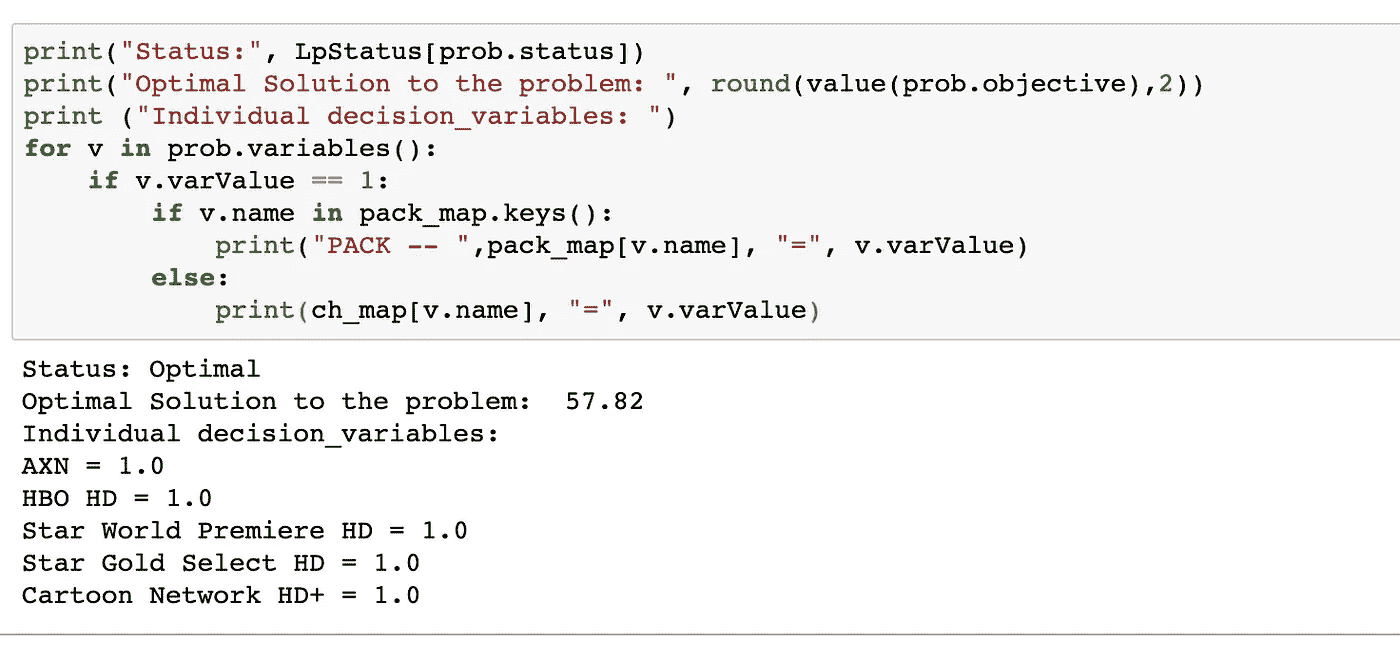 print("Status:", LpStatus[prob.status])
print("Optimal Solution to the problem: ", round(value(prob.objective),2))
print ("Individual decision_variables: ")
for v in prob.variables():
    if v.varValue == 1:
        if v.name in pack_map.keys():
            print("PACK -- ",pack_map[v.name], "=", v.varValue)
        else:
            print(ch_map[v.name], "=", v.varValue)
Status: Optimal
Optimal Solution to the problem:  57.82
Individual decision_variables:
AXN = 1.0
HBO HD = 1.0
Star World Premiere HD = 1.0
Star Gold Select HD = 1.0
Cartoon Network HD+ = 1.0